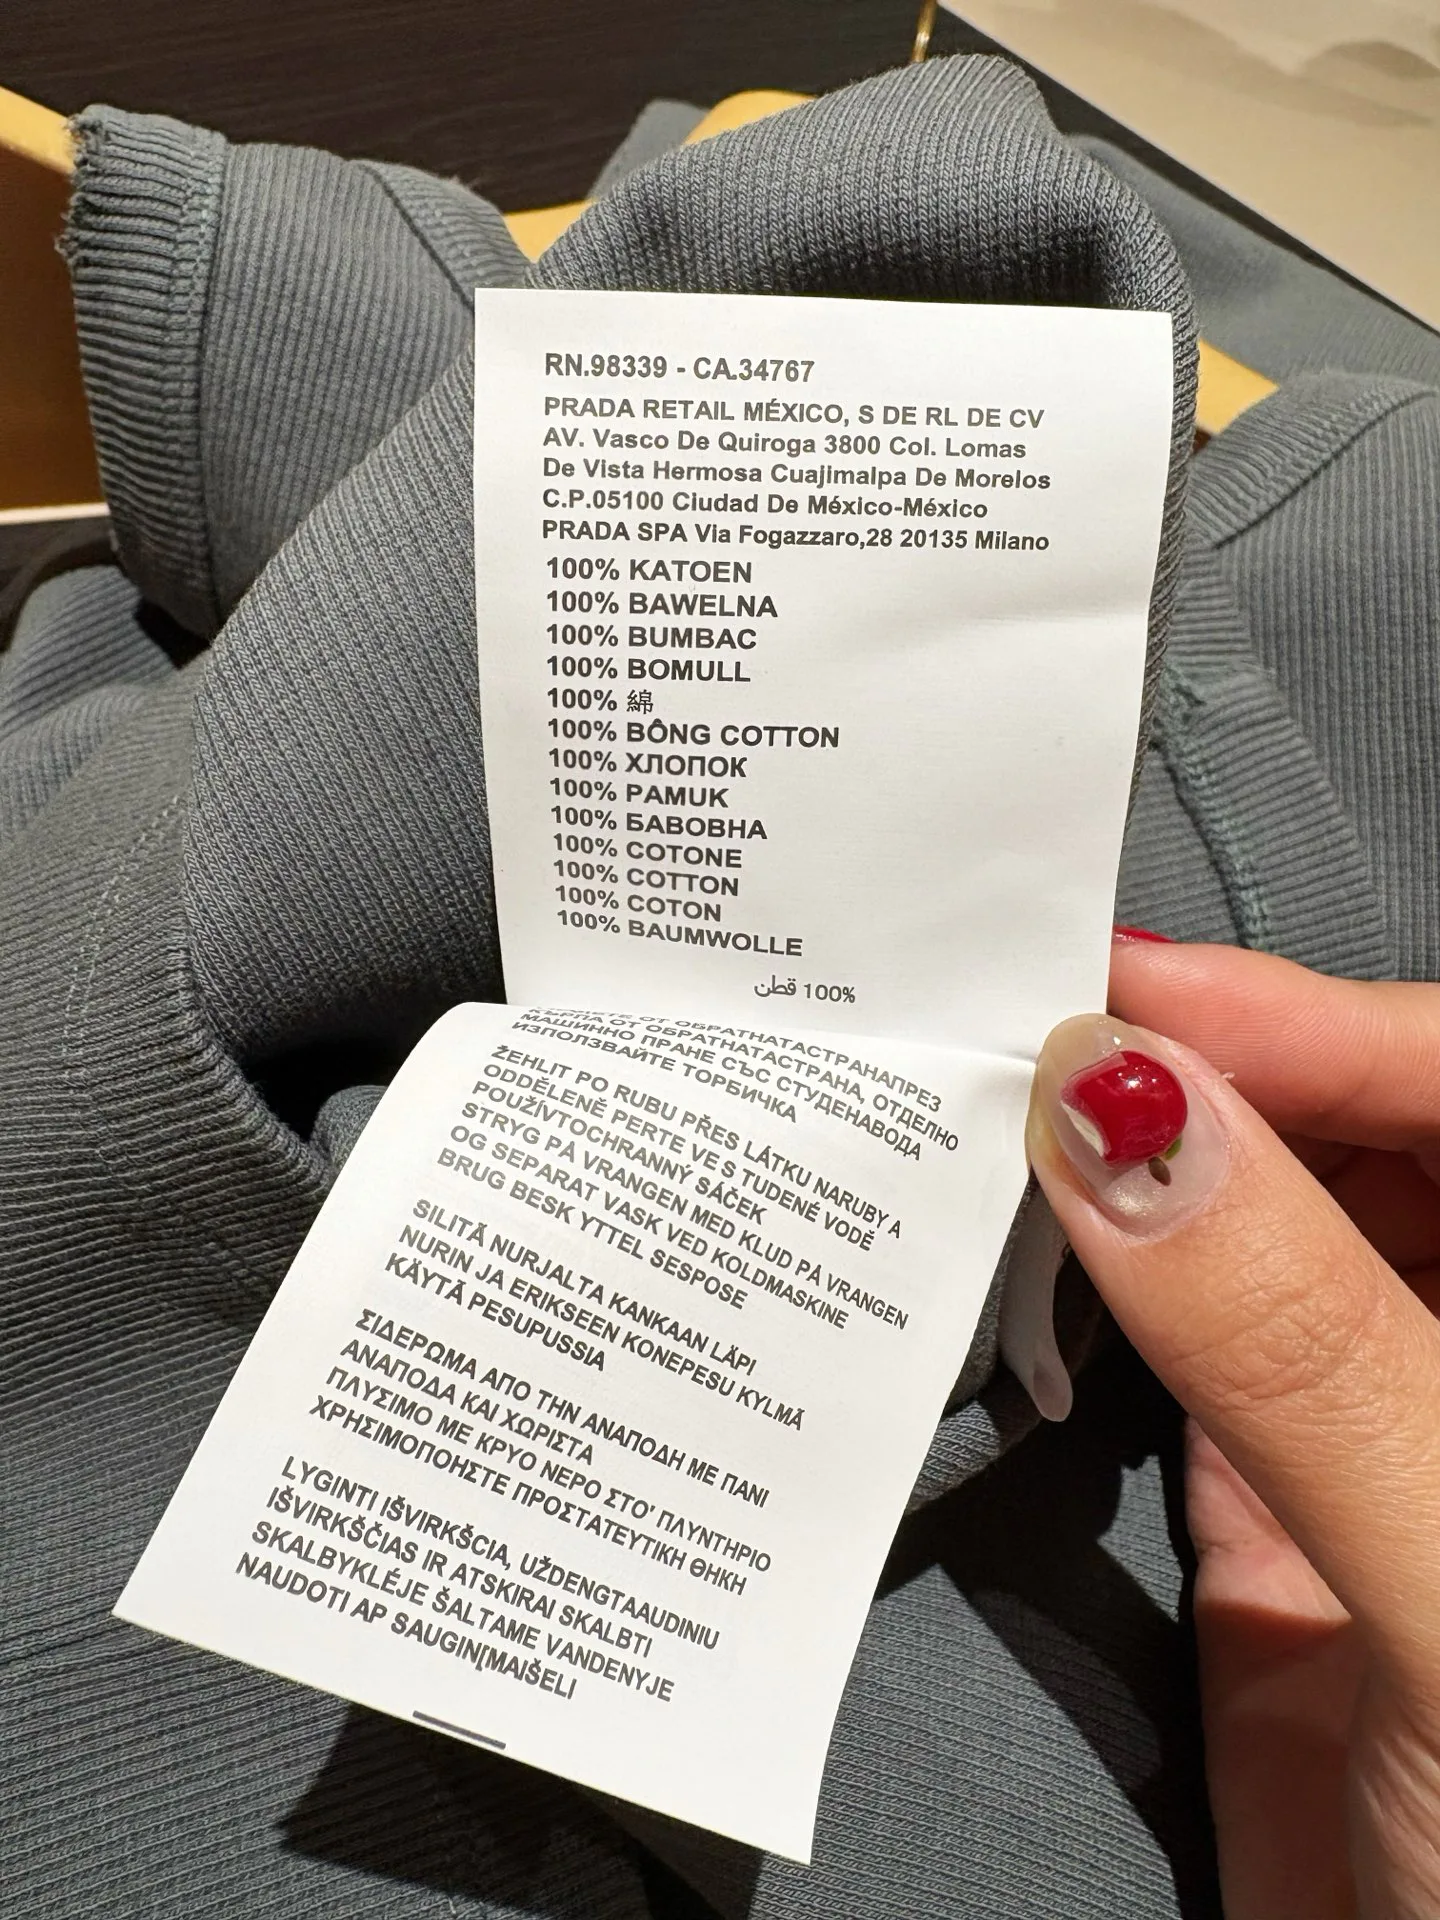 RN.98339 - CA.34767
PRADA RETAIL MÉXICO, S DE RL DE CV
AV. Vasco De Quiroga 3800 Col. Lomas
De Vista Hermosa Cuajimalpa De Morelos
C.P.05100 Ciudad De México-México
PRADA SPA Via Fogazzaro,28 20135 Milano
100% KATOEN
100% BAWELNA
100% BUMBAC
100% BOMULL
100% 綿
100% BÔNG COTTON
100% ХЛОПОК
100% PAMUK
100% БАВОВНА
100% COTONE
100% COTTON
100% COTON
100% BAUMWOLLE
100% قطن
ОТ ОБРАТНАТАСТРАНАПРЕЗ
КЪРПА ОТ ОБРАТНАТАСТРАНА, ОТДЕЛНО
МАШИННО ПРАНЕ СЪС СТУДЕНАВОДА
ИЗПОЛЗВАЙТЕ ТОРБИЧКА
ŽEHLIT PO RUBU PŘES LÁTKU NARUBY A
ODDĚLENĚ PERTE VE S TUDENÉ VODĚ
POUŽÍVTOCHRANNÝ SÁČEK
STRYG PÅ VRANGEN MED KLUD PÅ VRANGEN
OG SEPARAT VASK VED KOLDMASKINE
BRUG BESK YTTEL SESPOSE
SILITÄ NURJALTA KANKAAN LÄPI
NURIN JA ERIKSEEN KONEPESU KYLMÄ
KÄYTÄ PESUPUSSIA
ΣΙΔΕΡΩΜΑ ΑΠΟ ΤΗΝ ΑΝΑΠΟΔΗ ΜΕ ΠΑΝΙ
ΑΝΑΠΟΔΑ ΚΑΙ ΧΩΡΙΣΤΑ
ΠΛΥΣΙΜΟ ΜΕ ΚΡΥΟ ΝΕΡΟ ΣΤΟ' ΠΛΥΝΤΗΡΙΟ
ΧΡΗΣΙΜΟΠΟΗΣΤΕ ΠΡΟΣΤΑΤΕΥΤΙΚΗ ΘΗΚΗ
LYGINTI IŠVIRKŠCIA, UŽDENGTAAUDINIU
IŠVIRKŠČIAS IR ATSKIRAI SKALBTI
SKALBYKLĖJE ŠALTAME VANDENYJE
NAUDOTI AP SAUGINĮMAIŠELI